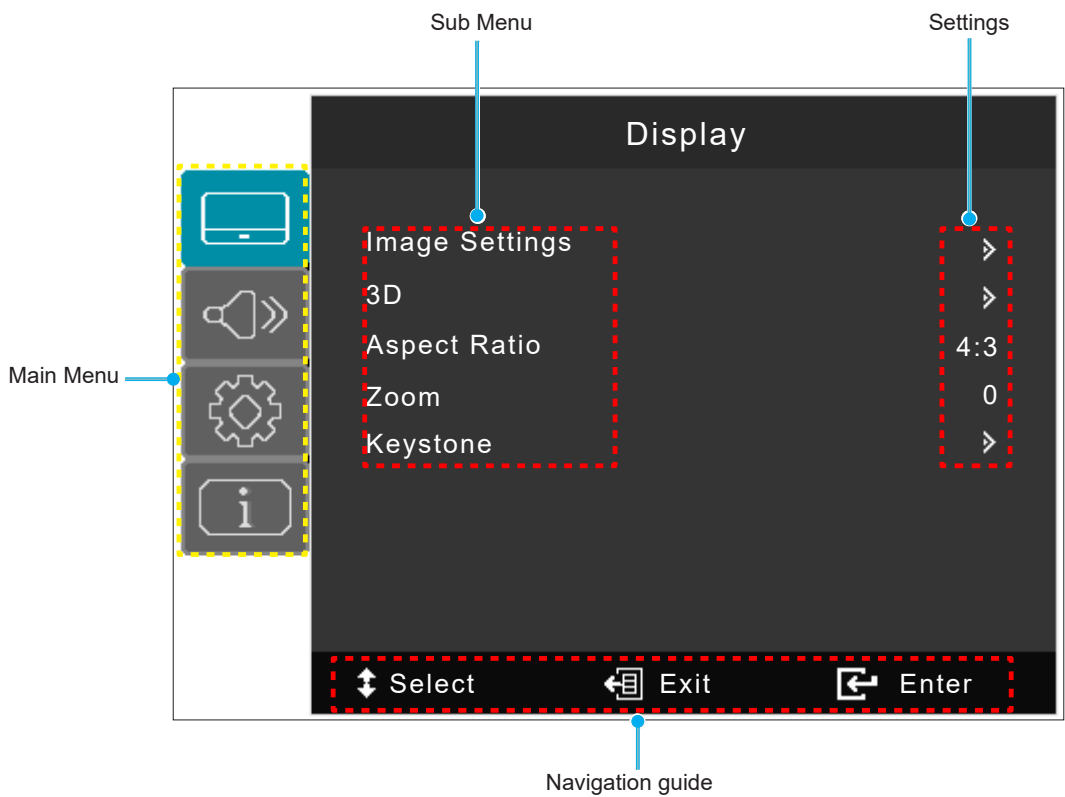 Sub Menu
Settings
Display
Image Settings
3D
Aspect Ratio 4:3
Zoom 0
Keystone
Main Menu
i
Select Exit Enter
Navigation guide